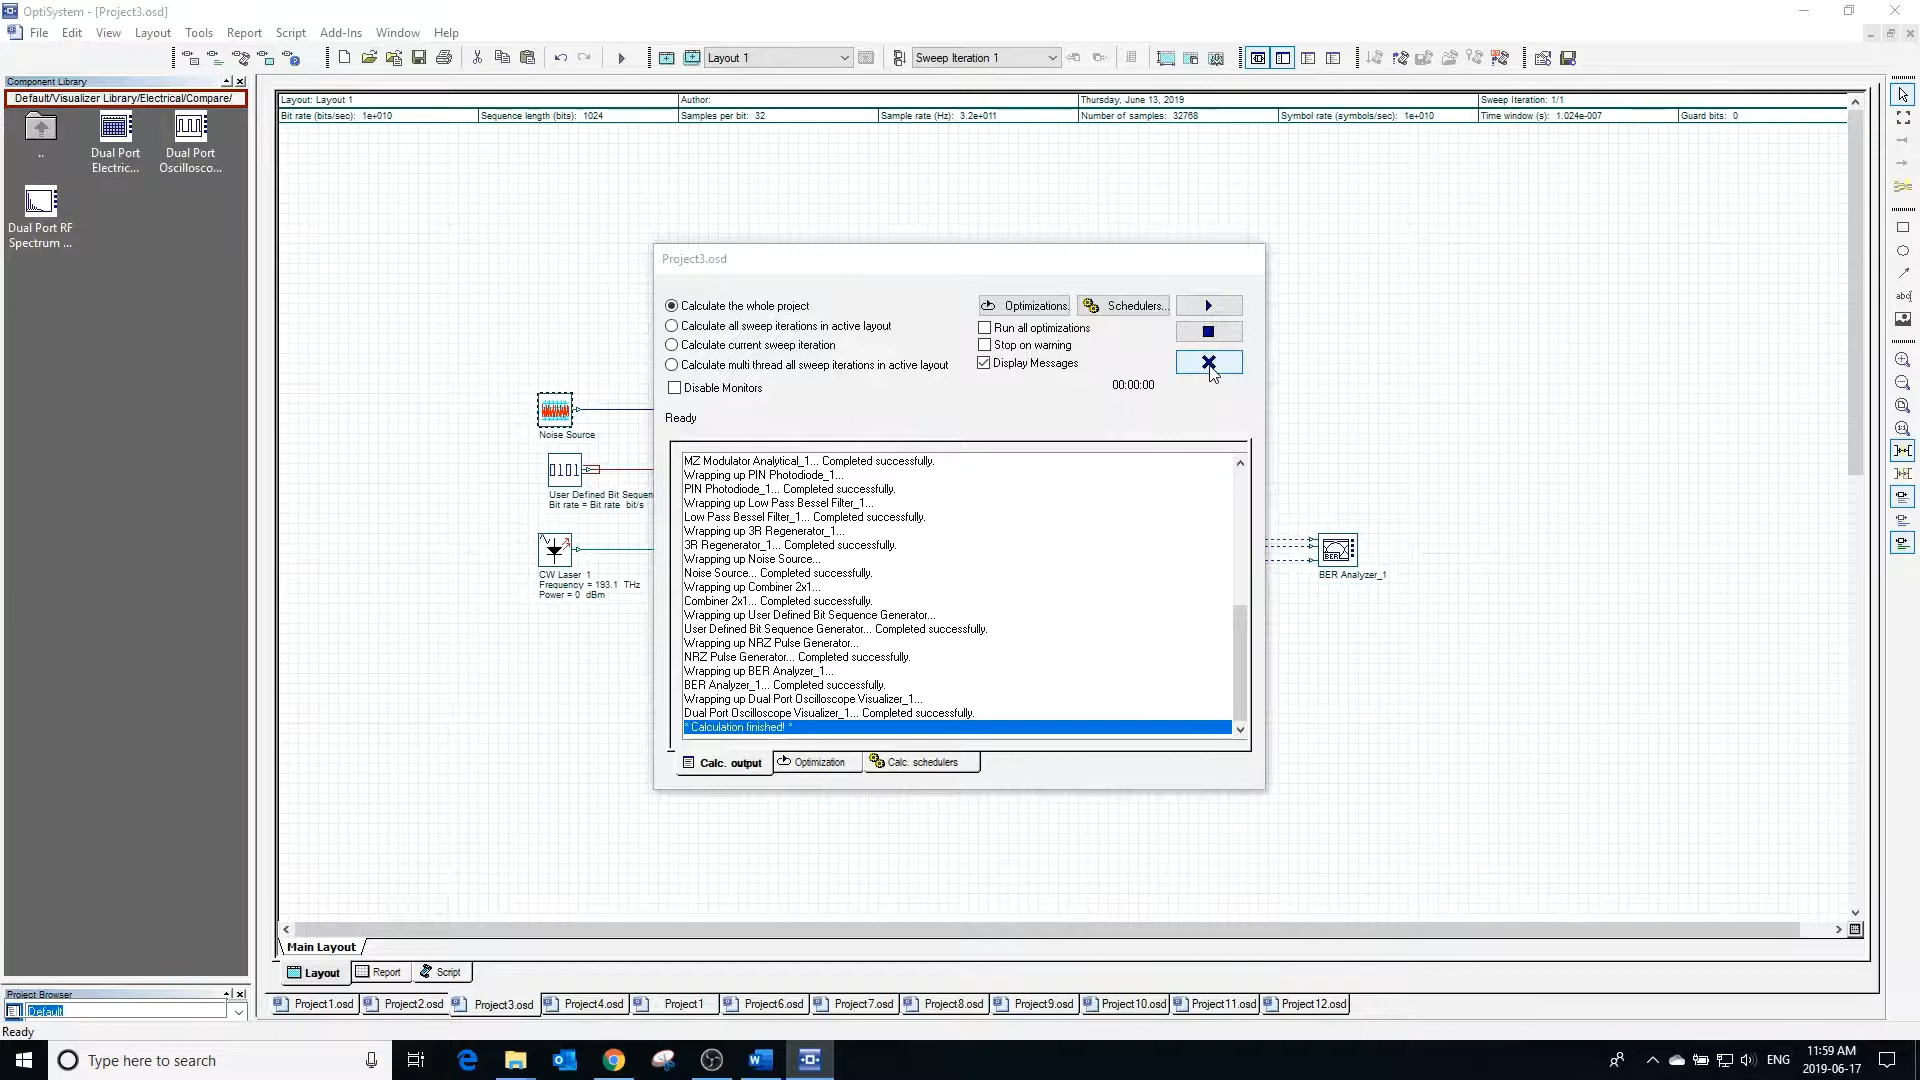 OptiSystem - [Project3.osd]
File Edit View Layout Tools Report Script Add-Ins Window Help
Layout 1
Sweep Iteration 1
Component Library
Default/Visualizer Library/Electrical/Compare/
..
Dual Port Electric...
Dual Port Oscillosco...
Dual Port RF Spectrum ...
Layout: Layout 1
Author:
Thursday, June 13, 2019
Sweep Iteration: 1/1
Bit rate (bits/sec): 1e+010
Sequence length (bits): 1024
Samples per bit: 32
Sample rate (Hz): 3.2e+011
Number of samples: 32768
Symbol rate (symbols/sec): 1e+010
Time window (s): 1.024e-007
Guard bits: 0
Noise Source
0101
User Defined Bit Sequen
Bit rate = Bit rate bit/s
CW Laser 1
Frequency = 193.1 THz
Power = 0 dBm
BER
BER Analyzer_1
abc
Project3.osd
Calculate the whole project
Calculate all sweep iterations in active layout
Calculate current sweep iteration
Calculate multi thread all sweep iterations in active layout
Disable Monitors
Optimizations.
Schedulers...
Run all optimizations
Stop on warning
Display Messages
00:00:00
Ready
MZ Modulator Analytical_1... Completed successfully.
Wrapping up PIN Photodiode_1...
PIN Photodiode_1... Completed successfully.
Wrapping up Low Pass Bessel Filter_1...
Low Pass Bessel Filter_1... Completed successfully.
Wrapping up 3R Regenerator_1...
3R Regenerator_1... Completed successfully.
Wrapping up Noise Source...
Noise Source... Completed successfully.
Wrapping up Combiner 2x1...
Combiner 2x1... Completed successfully.
Wrapping up User Defined Bit Sequence Generator...
User Defined Bit Sequence Generator... Completed successfully.
Wrapping up NRZ Pulse Generator...
NRZ Pulse Generator... Completed successfully.
Wrapping up BER Analyzer_1...
BER Analyzer_1... Completed successfully.
Wrapping up Dual Port Oscilloscope Visualizer_1...
Dual Port Oscilloscope Visualizer_1... Completed successfully.
* Calculation finished! *
Calc. output
Optimization
Calc. schedulers
Main Layout
Layout
Report
Script
Project1.osd Project2.osd Project3.osd Project4.osd Project1 Project6.osd Project7.osd Project8.osd Project9.osd Project10.osd Project11.osd Project12.osd
Project Browser
Default
Ready
Type here to search
ENG
11:59 AM
2019-06-17